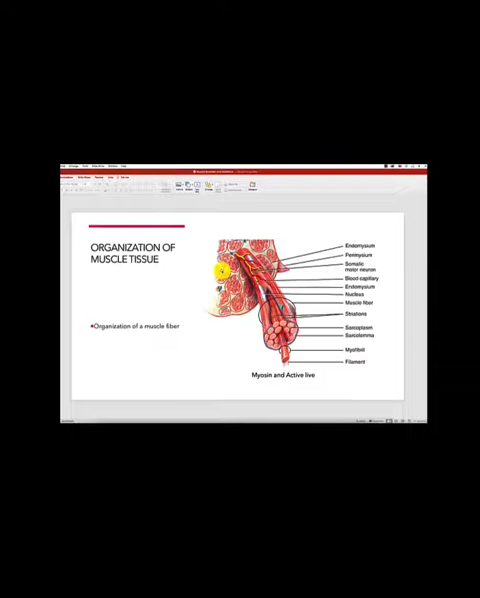 ORGANIZATION OF
MUSCLE TISSUE
•Organization of a muscle fiber
Endomysium
Perimysium
Somatic
motor neuron
Blood capillary
Endomysium
Nucleus
Muscle fiber
Striations
Sarcoplasm
Sarcolemma
Myofibril
Filament
Myosin and Active live